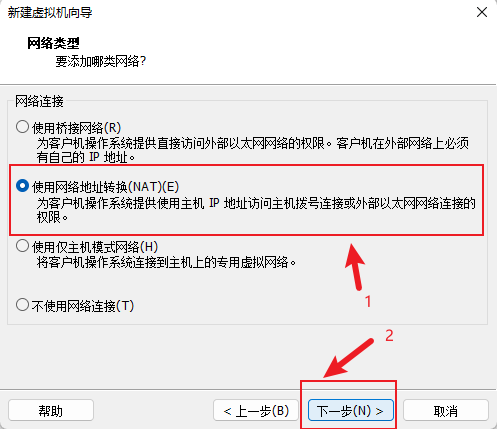 新建虚拟机向导
网络类型
要添加哪类网络?
网络连接
使用桥接网络(R)
为客户机操作系统提供直接访问外部以太网网络的权限。客户机在外部网络上必须
有自己的 IP 地址。
使用网络地址转换(NAT)(E)
为客户机操作系统提供使用主机 IP 地址访问主机拨号连接或外部以太网网络连接的
权限。
使用仅主机模式网络(H)
将客户机操作系统连接到主机上的专用虚拟网络。
1
不使用网络连接(T)
2
帮助
< 上一步(B)
下一步(N) >
取消